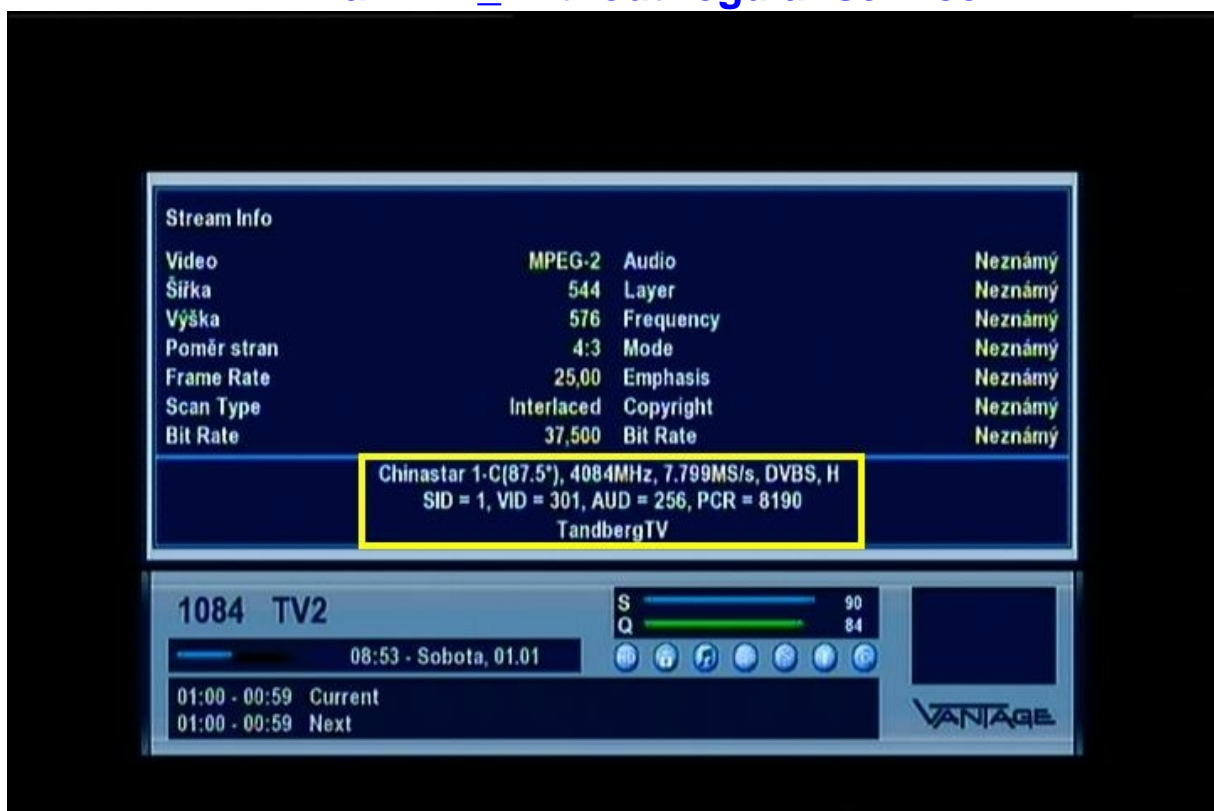 Stream Info
Video MPEG-2 Audio Neznámý
Šířka 544 Layer Neznámý
Výška 576 Frequency Neznámý
Poměr stran 4:3 Mode Neznámý
Frame Rate 25,00 Emphasis Neznámý
Scan Type Interlaced Copyright Neznámý
Bit Rate 37,500 Bit Rate Neznámý
Chinastar 1-C(87.5°), 4084MHz, 7.799MS/s, DVBS, H
SID = 1, VID = 301, AUD = 256, PCR = 8190
TandbergTV
1084 TV2
S 90
Q 84
08:53 - Sobota, 01.01
01:00 - 00:59 Current
01:00 - 00:59 Next
VANTAGE